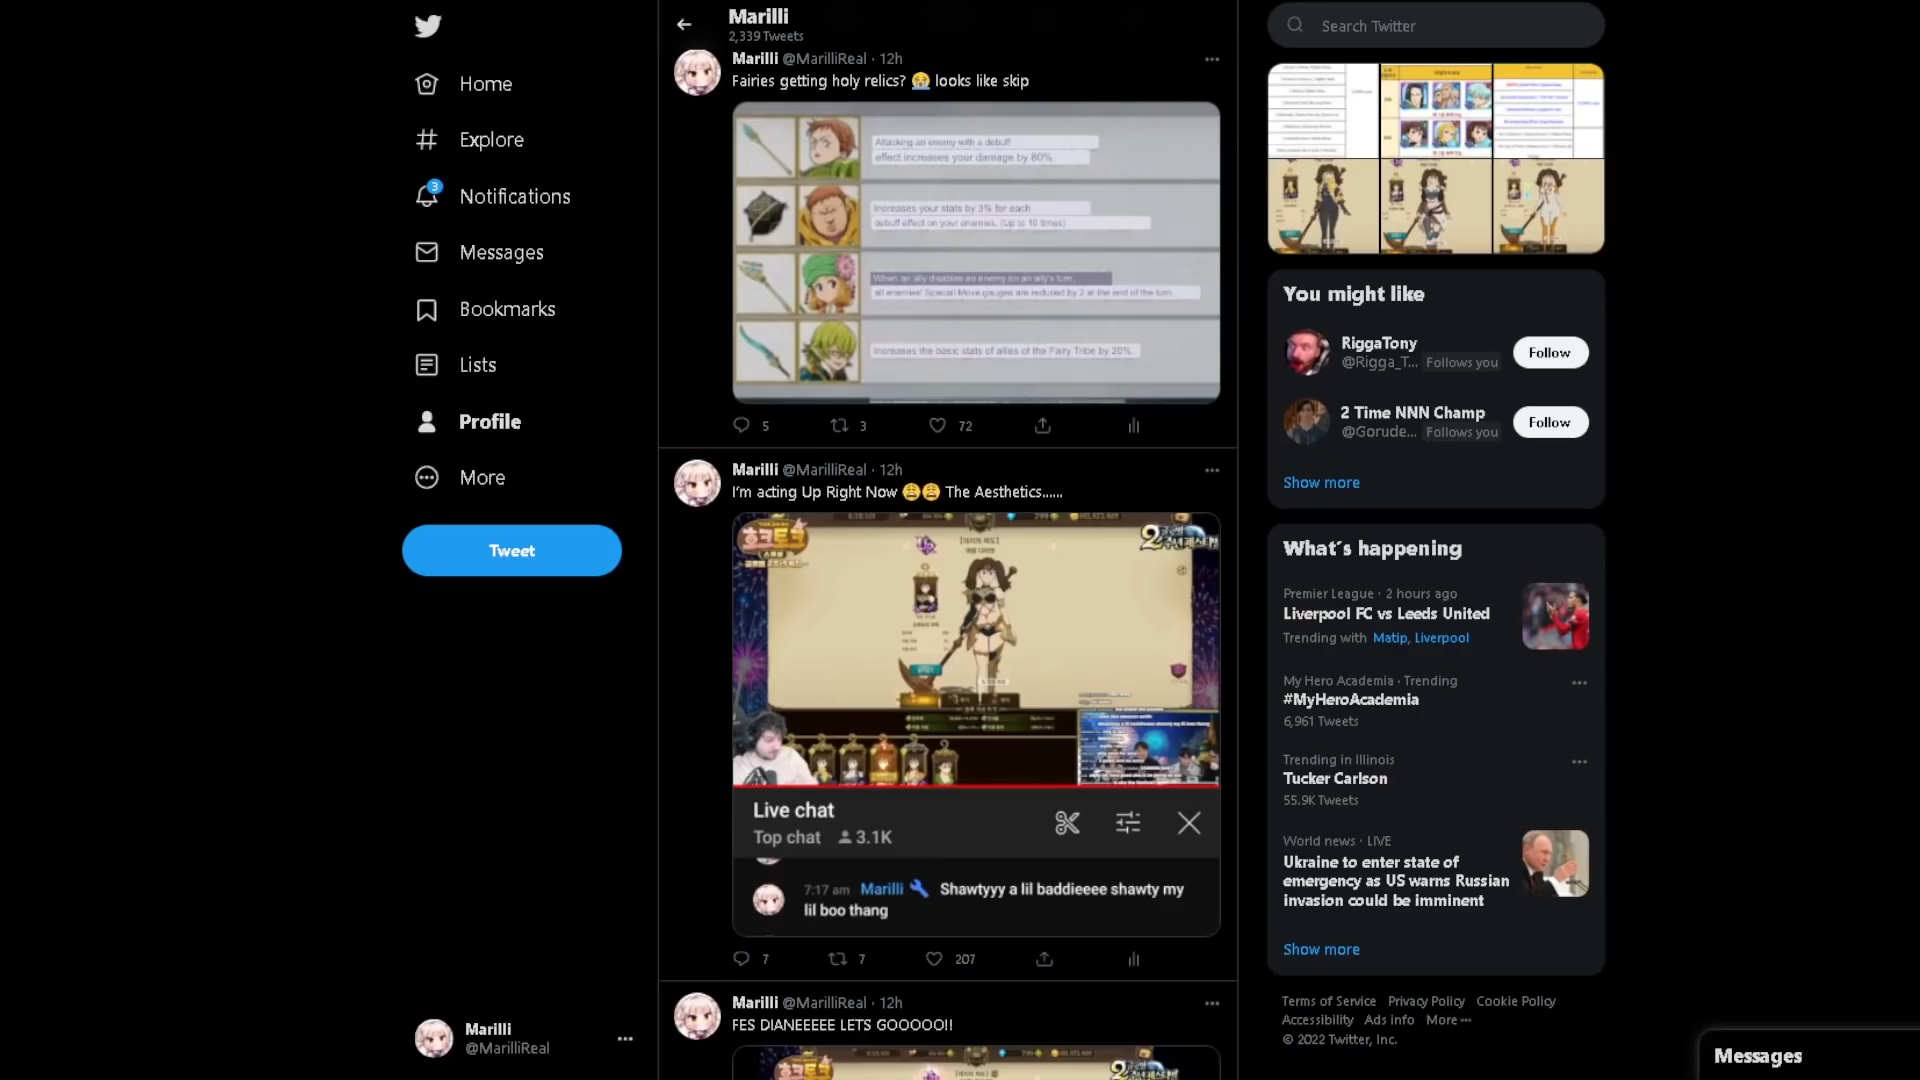 Home
Explore
3
Notifications
Messages
Bookmarks
Lists
Profile
More
Tweet
Marilli
@MarilliReal
Marilli
2,339 Tweets
Marilli @MarilliReal · 12h
Fairies getting holy relics? 😭 looks like skip
Attacking an enemy with a debuff
effect increases your damage by 80%.
Increases your stats by 3% for each
debuff effect on your enemies. (Up to 10 times)
When an ally disables an enemy on an ally's turn,
all enemies' Special Move gauges are reduced by 2 at the end of the turn.
Increases the basic stats of allies of the Fairy Tribe by 20%.
5 3 72
Marilli @MarilliReal · 12h
I'm acting Up Right Now 😩😩 The Aesthetics......
호크토크
Live chat
Top chat 3.1K
7:17 am Marilli Shawtyyy a lil baddieeee shawty my
lil boo thang
7 7 207
Marilli @MarilliReal · 12h
FES DIANEEEEE LETS GOOOOO!!
Search Twitter
You might like
RiggaTony
@Rigga_T... Follows you
Follow
2 Time NNN Champ
@Gorude... Follows you
Follow
Show more
What's happening
Premier League · 2 hours ago
Liverpool FC vs Leeds United
Trending with Matip, Liverpool
My Hero Academia · Trending
#MyHeroAcademia
6,961 Tweets
Trending in Illinois
Tucker Carlson
55.9K Tweets
World news · LIVE
Ukraine to enter state of
emergency as US warns Russian
invasion could be imminent
Show more
Terms of Service Privacy Policy Cookie Policy
Accessibility Ads info More ···
© 2022 Twitter, Inc.
Messages